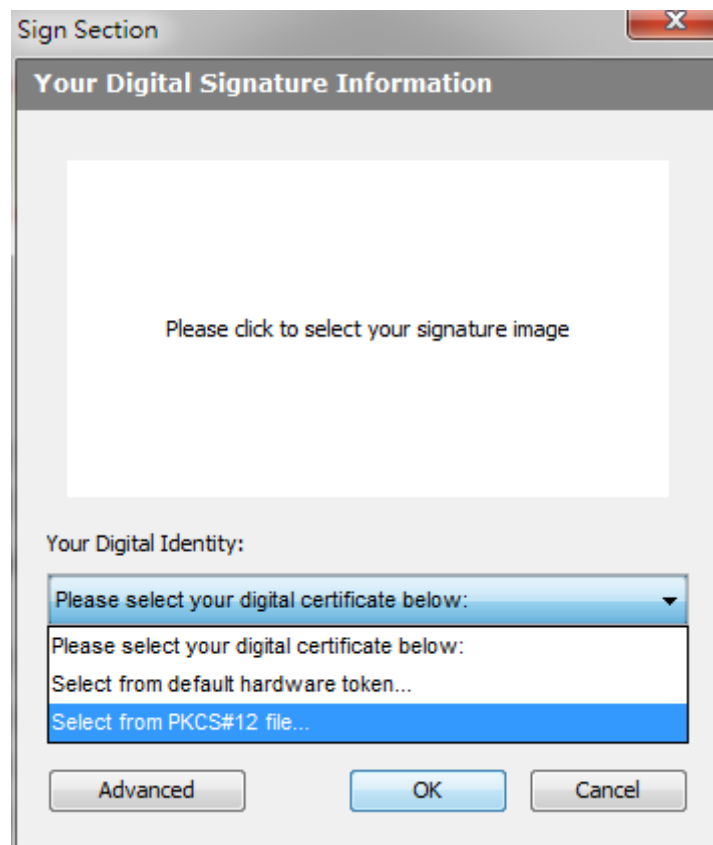 Sign Section
X
Your Digital Signature Information
Please click to select your signature image
Your Digital Identity:
Please select your digital certificate below:
Please select your digital certificate below:
Select from default hardware token...
Select from PKCS#12 file...
Advanced OK Cancel